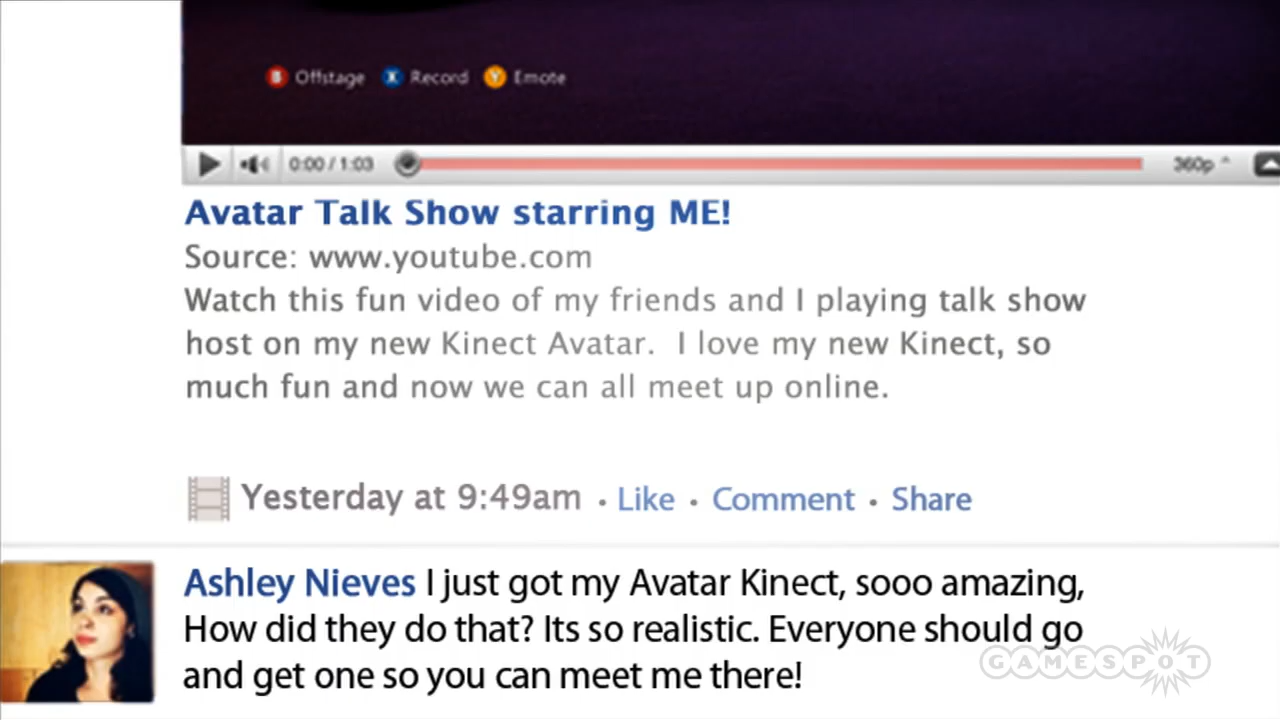 B Offstage X Record Y Emote
0:00 / 1:03 360p
Avatar Talk Show starring ME!
Source: www.youtube.com
Watch this fun video of my friends and I playing talk show
host on my new Kinect Avatar. I love my new Kinect, so
much fun and now we can all meet up online.
Yesterday at 9:49am · Like · Comment · Share
Ashley Nieves I just got my Avatar Kinect, sooo amazing,
How did they do that? Its so realistic. Everyone should go
and get one so you can meet me there!
GAMESPOT